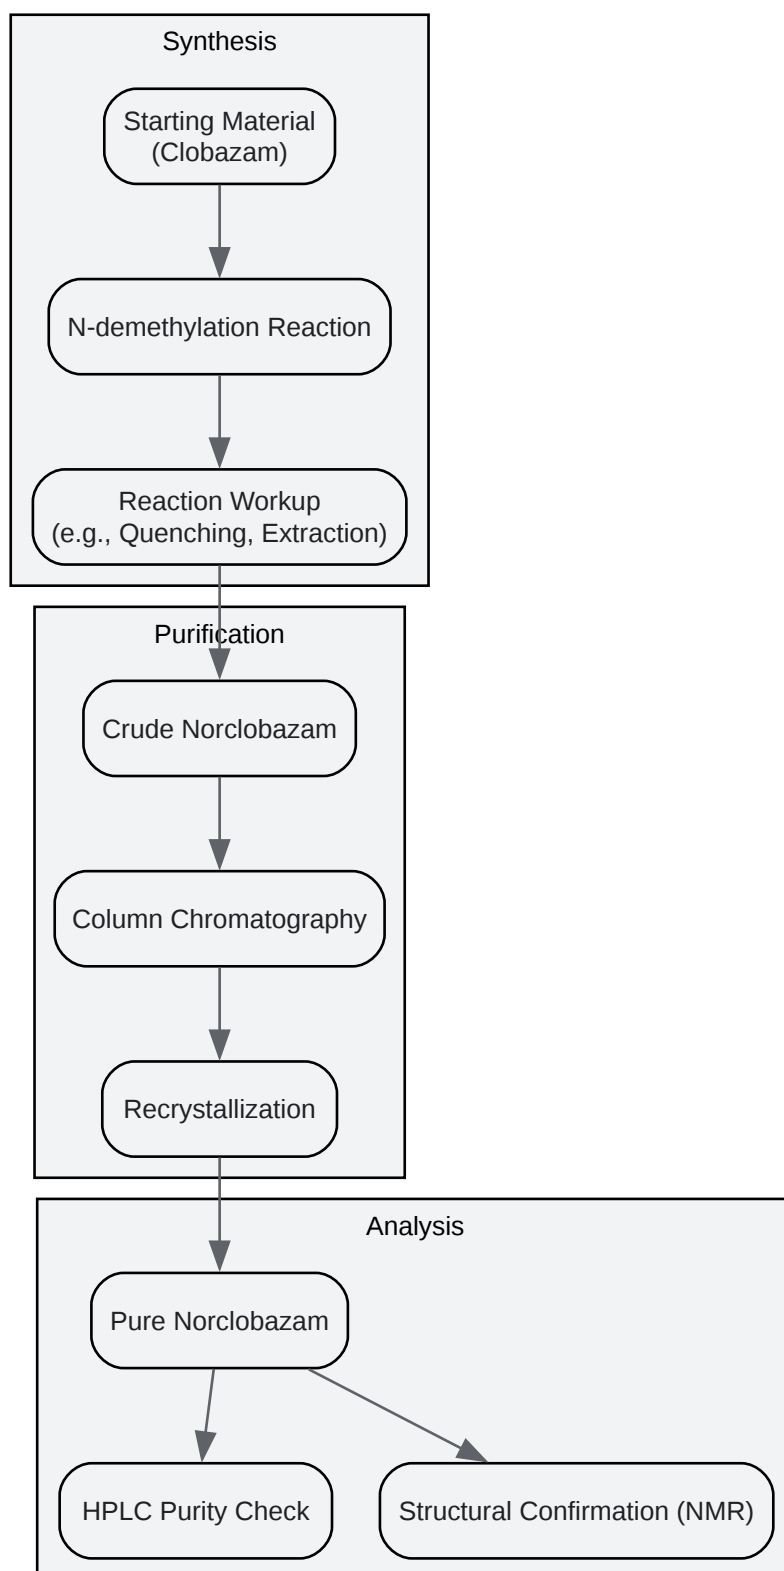 Synthesis
Starting Material
(Clobazam)
N-demethylation Reaction
Reaction Workup
(e.g., Quenching, Extraction)
Purification
Crude Norclobazam
Column Chromatography
Recrystallization
Analysis
Pure Norclobazam
HPLC Purity Check
Structural Confirmation (NMR)